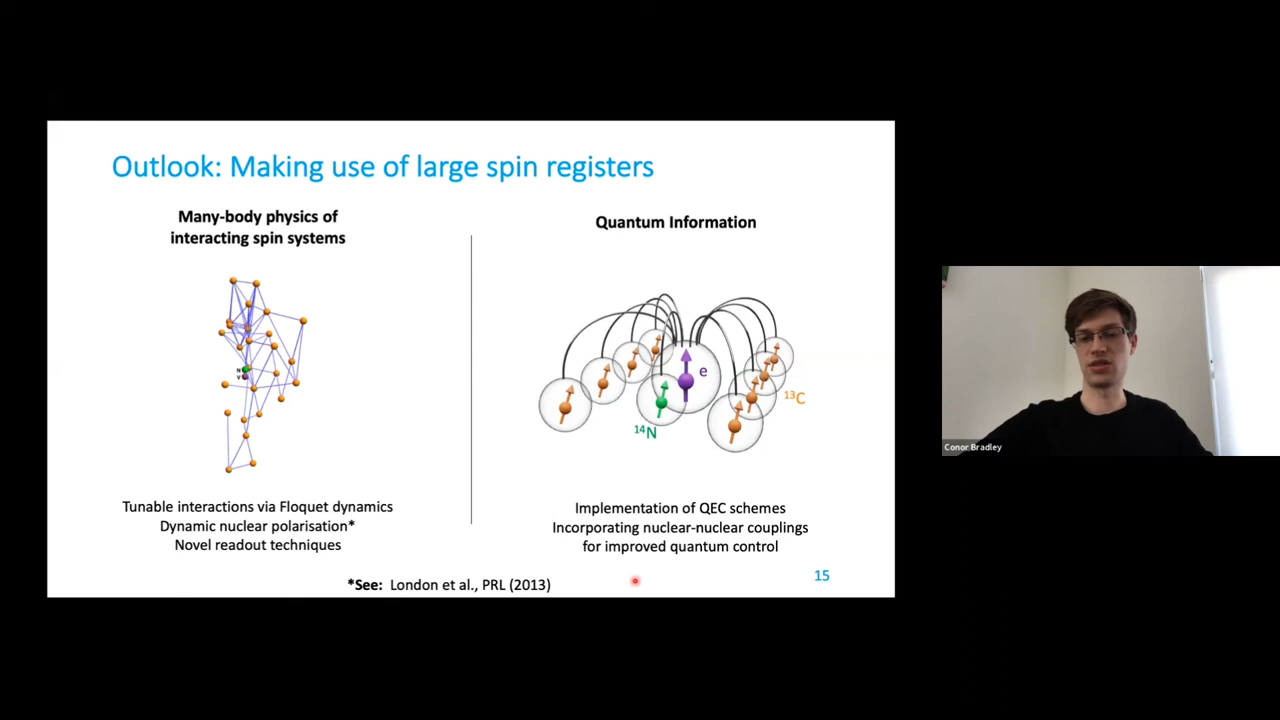 Outlook: Making use of large spin registers
Many-body physics of
interacting spin systems
N
V
Tunable interactions via Floquet dynamics
Dynamic nuclear polarisation*
Novel readout techniques
Quantum Information
e
¹³C
¹⁴N
Implementation of QEC schemes
Incorporating nuclear-nuclear couplings
for improved quantum control
*See: London et al., PRL (2013)
15
Conor Bradley